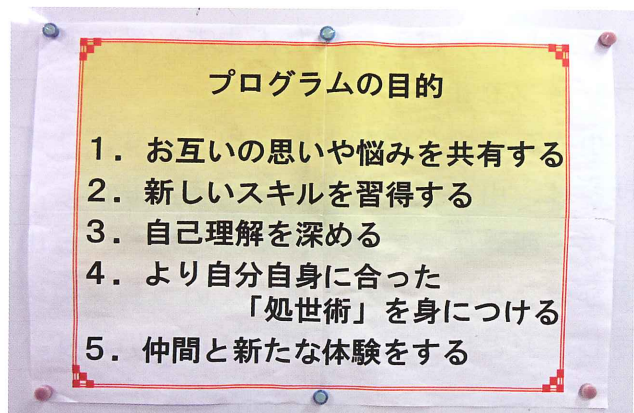 プログラムの目的
１．お互いの思いや悩みを共有する
２．新しいスキルを習得する
３．自己理解を深める
４．より自分自身に合った
「処世術」を身につける
５．仲間と新たな体験をする